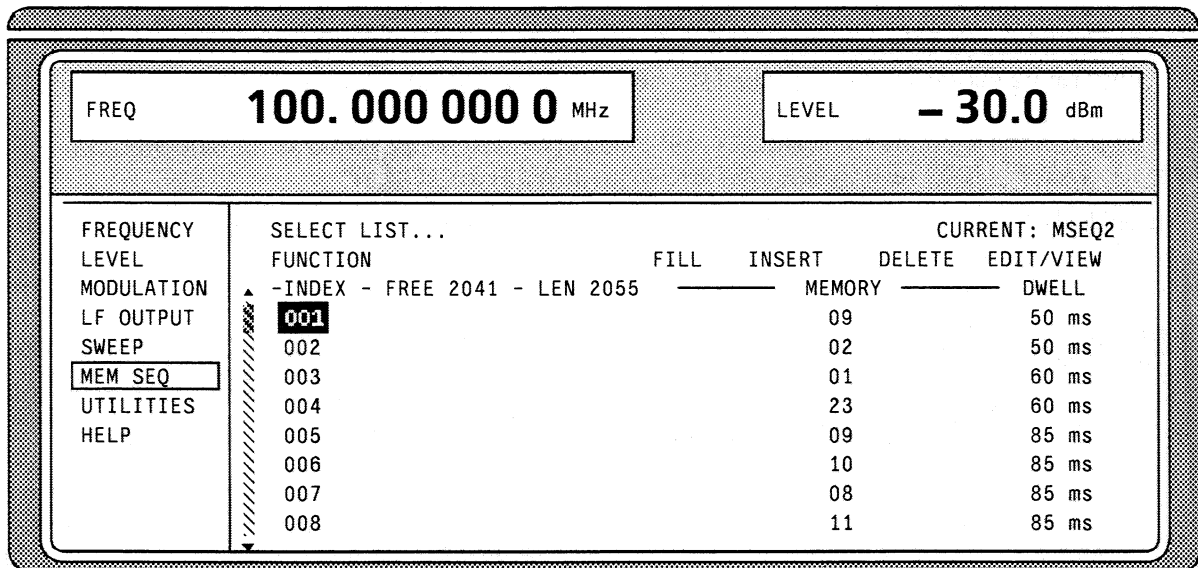 FREQ 100. 000 000 0 MHz LEVEL – 30.0 dBm
FREQUENCY
LEVEL
MODULATION
LF OUTPUT
SWEEP
MEM SEQ
UTILITIES
HELP
SELECT LIST... CURRENT: MSEQ2
FUNCTION FILL INSERT DELETE EDIT/VIEW
-INDEX - FREE 2041 - LEN 2055 MEMORY DWELL
001 09 50 ms
002 02 50 ms
003 01 60 ms
004 23 60 ms
005 09 85 ms
006 10 85 ms
007 08 85 ms
008 11 85 ms